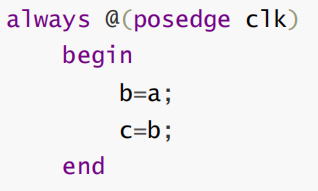 always @(posedge clk)
begin
b=a;
c=b;
end